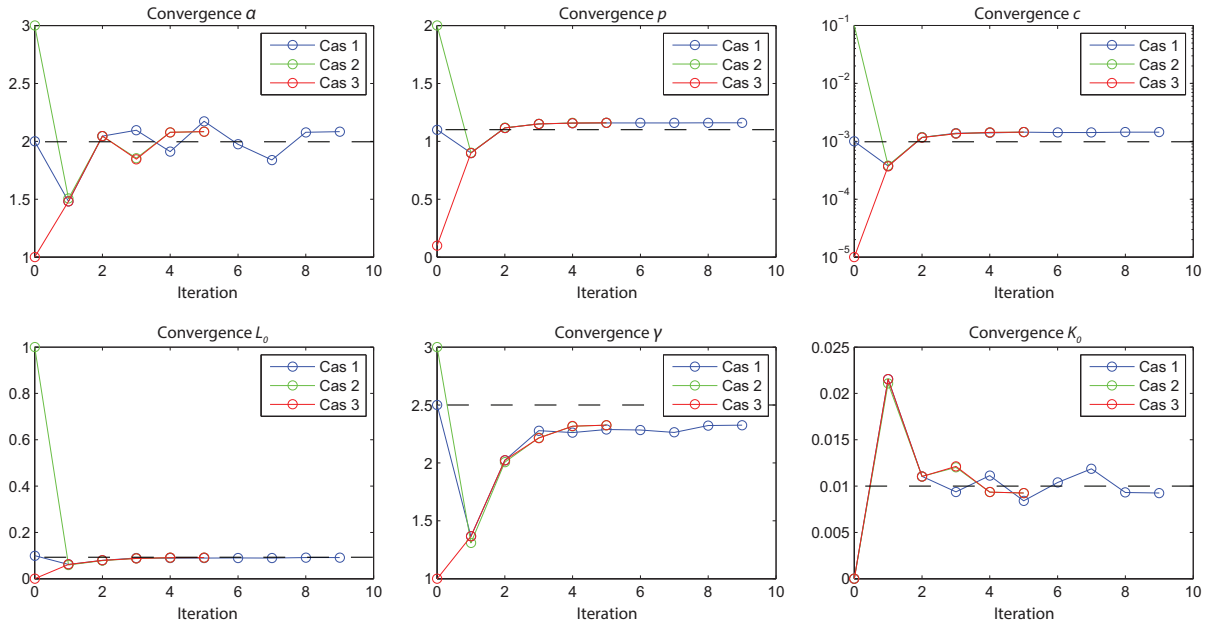 Convergence α
3
2.5
2
1.5
1
0 2 4 6 8 10
Iteration
Cas 1
Cas 2
Cas 3
Convergence p
2
1.5
1
0.5
0
0 2 4 6 8 10
Iteration
Cas 1
Cas 2
Cas 3
Convergence c
10⁻¹
10⁻²
10⁻³
10⁻⁴
10⁻⁵
0 2 4 6 8 10
Iteration
Cas 1
Cas 2
Cas 3
Convergence L₀
1
0.8
0.6
0.4
0.2
0
0 2 4 6 8 10
Iteration
Cas 1
Cas 2
Cas 3
Convergence γ
3
2.5
2
1.5
1
0 2 4 6 8 10
Iteration
Cas 1
Cas 2
Cas 3
Convergence K₀
0.025
0.020
0.015
0.010
0.005
0
0 2 4 6 8 10
Iteration
Cas 1
Cas 2
Cas 3